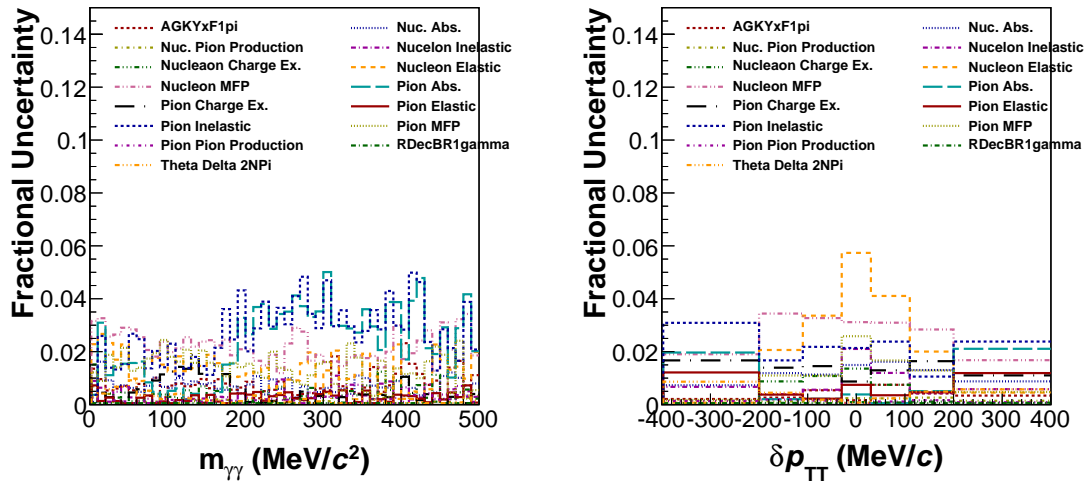 Fractional Uncertainty
0.14
0.12
0.1
0.08
0.06
0.04
0.02
0
AGKYxF1pi
Nuc. Pion Production
Nucleaon Charge Ex.
Nucleon MFP
Pion Charge Ex.
Pion Inelastic
Pion Pion Production
Theta Delta 2NPi
Nuc. Abs.
Nucelon Inelastic
Nucleon Elastic
Pion Abs.
Pion Elastic
Pion MFP
RDecBR1gamma
0 100 200 300 400 500
m_γγ (MeV/c²)
Fractional Uncertainty
0.14
0.12
0.1
0.08
0.06
0.04
0.02
0
AGKYxF1pi
Nuc. Pion Production
Nucleaon Charge Ex.
Nucleon MFP
Pion Charge Ex.
Pion Inelastic
Pion Pion Production
Theta Delta 2NPi
Nuc. Abs.
Nucelon Inelastic
Nucleon Elastic
Pion Abs.
Pion Elastic
Pion MFP
RDecBR1gamma
-400 -300 -200 -100 0 100 200 300 400
δp_TT (MeV/c)